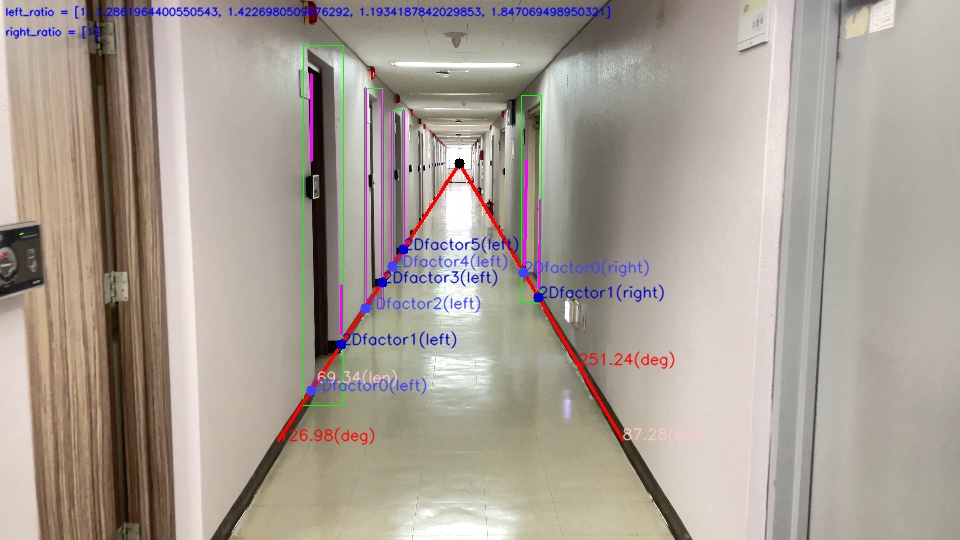 left_ratio = [1, 1.2861964400550543, 1.4226980509676292, 1.1934187842029853, 1.847069498950321]
right_ratio = [1]
2Dfactor5(left)
2Dfactor4(left)
2Dfactor0(right)
2Dfactor3(left)
2Dfactor1(right)
2Dfactor2(left)
2Dfactor1(left)
251.24(deg)
69.34(len)
2Dfactor0(left)
26.98(deg)
87.28(len)